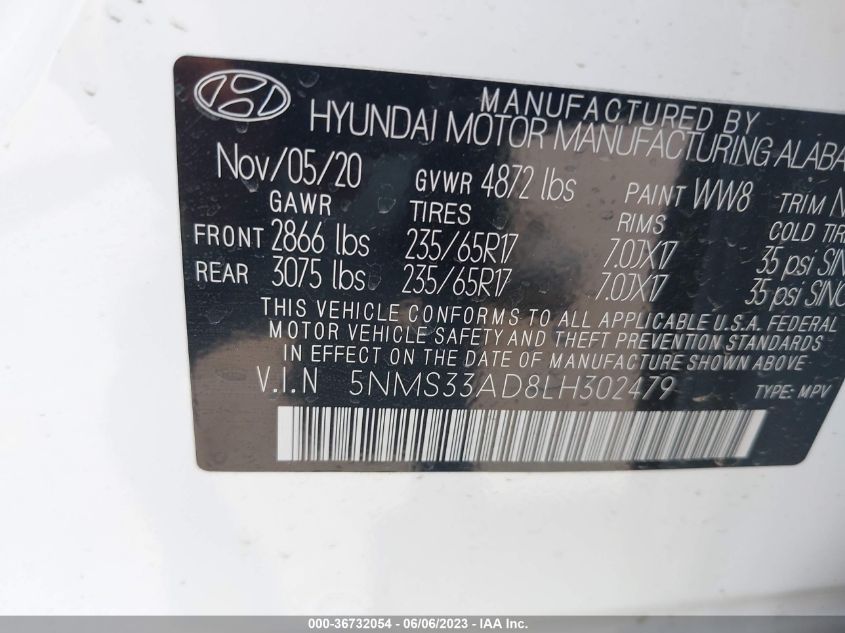 MANUFACTURED BY
HYUNDAI MOTOR MANUFACTURING ALABA
Nov/05/20 GVWR 4872 lbs PAINT WW8 TRIM N
GAWR TIRES RIMS COLD TIR
FRONT 2866 lbs 235/65R17 7.0JX17 35 psi SIN
REAR 3075 lbs 235/65R17 7.0JX17 35 psi SING
THIS VEHICLE CONFORMS TO ALL APPLICABLE U.S.A. FEDERAL
MOTOR VEHICLE SAFETY AND THEFT PREVENTION STANDARDS
IN EFFECT ON THE DATE OF MANUFACTURE SHOWN ABOVE.
V.I.N 5NMS33AD8LH302479 TYPE: MPV
000-36732054 - 06/06/2023 - IAA Inc.